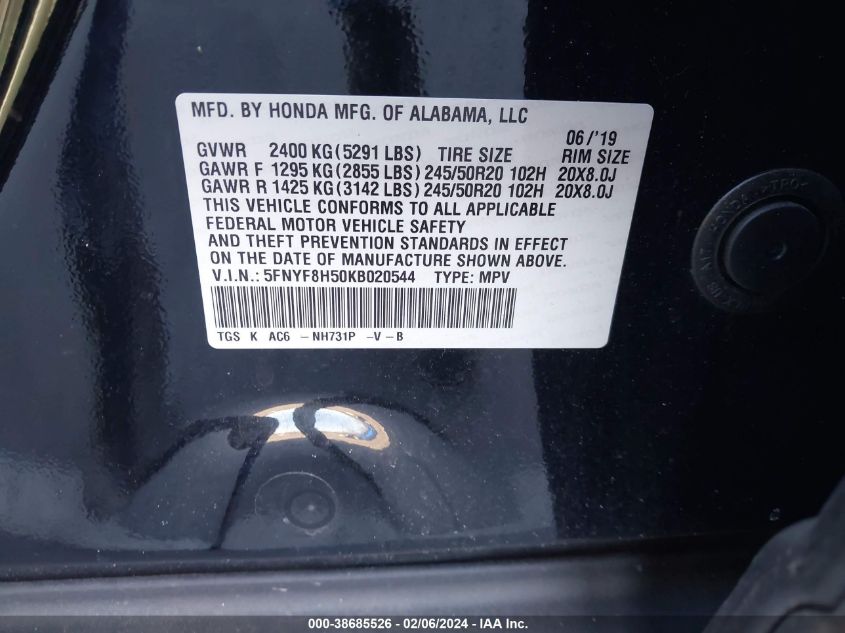 MFD. BY HONDA MFG. OF ALABAMA, LLC
06/'19
GVWR 2400 KG(5291 LBS) TIRE SIZE RIM SIZE
GAWR F 1295 KG(2855 LBS) 245/50R20 102H 20X8.0J
GAWR R 1425 KG(3142 LBS) 245/50R20 102H 20X8.0J
THIS VEHICLE CONFORMS TO ALL APPLICABLE
FEDERAL MOTOR VEHICLE SAFETY
AND THEFT PREVENTION STANDARDS IN EFFECT
ON THE DATE OF MANUFACTURE SHOWN ABOVE.
V.I.N.: 5FNYF8H50KB020544 TYPE: MPV
TGS K AC6 - NH731P -V - B
000-38685526 - 02/06/2024 - IAA Inc.